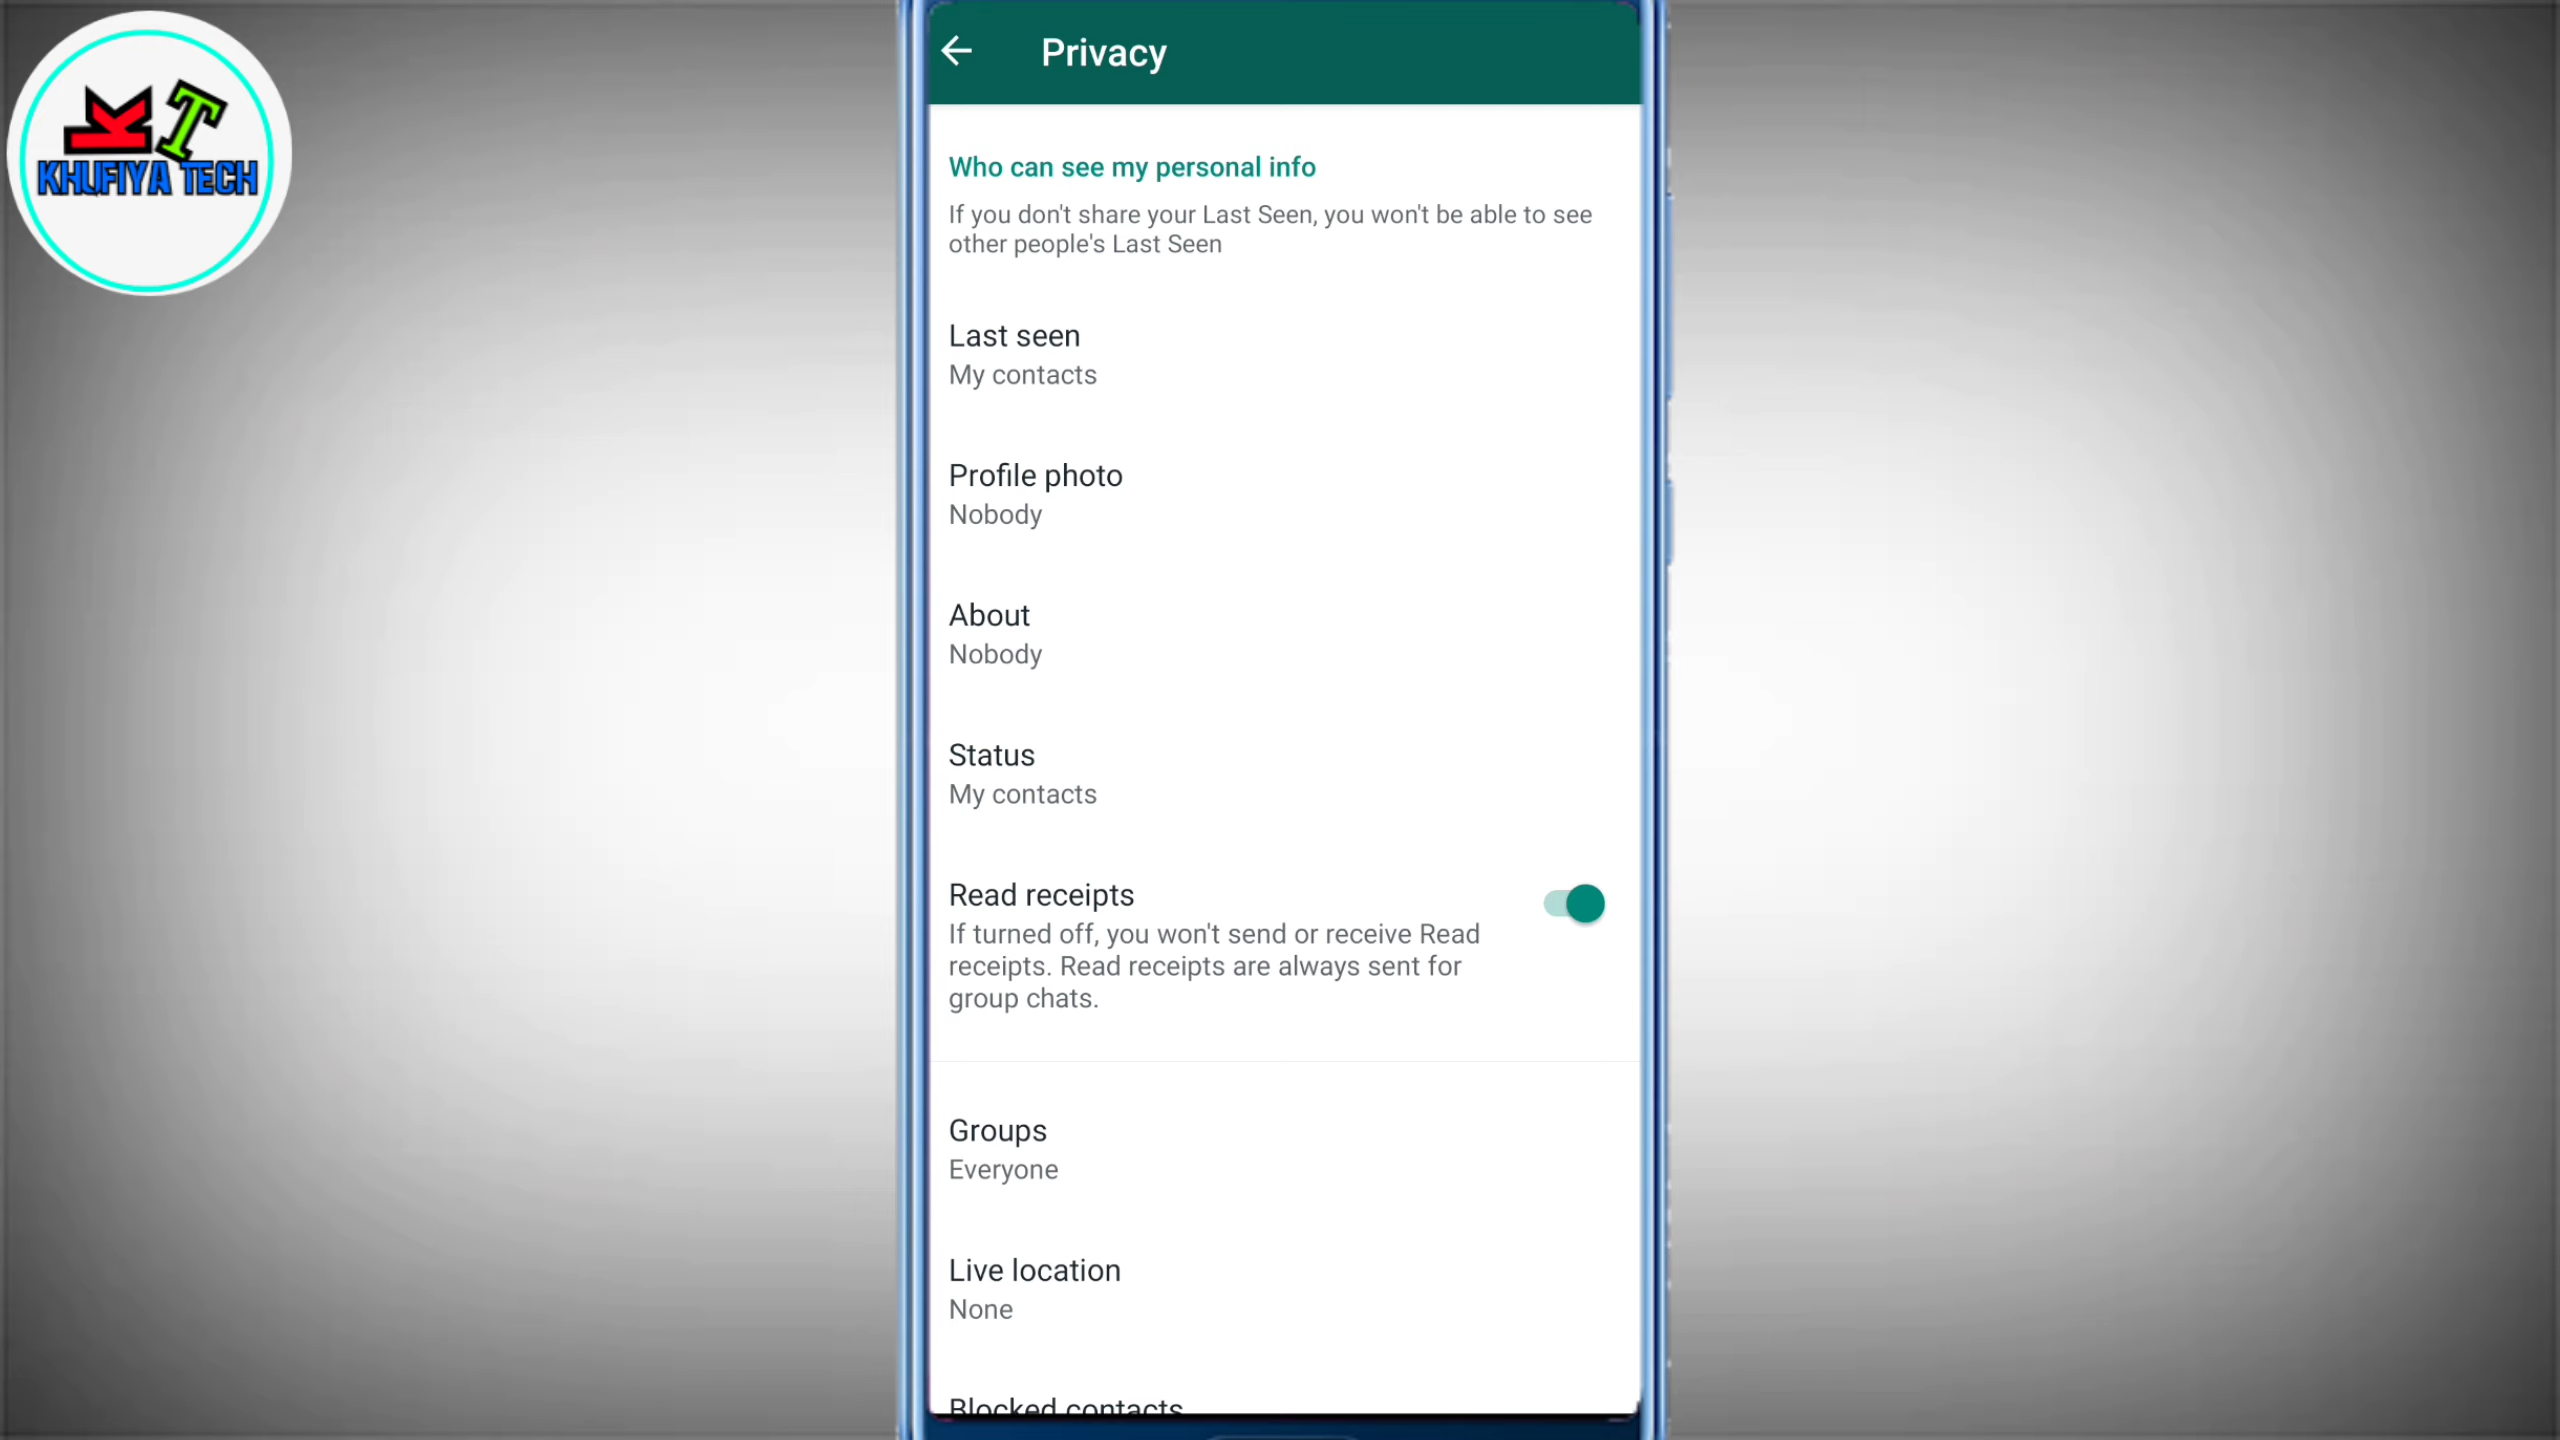 KT
KHUFIYA TECH
Privacy
Who can see my personal info
If you don't share your Last Seen, you won't be able to see
other people's Last Seen
Last seen
My contacts
Profile photo
Nobody
About
Nobody
Status
My contacts
Read receipts
If turned off, you won't send or receive Read
receipts. Read receipts are always sent for
group chats.
Groups
Everyone
Live location
None
Blocked contacts